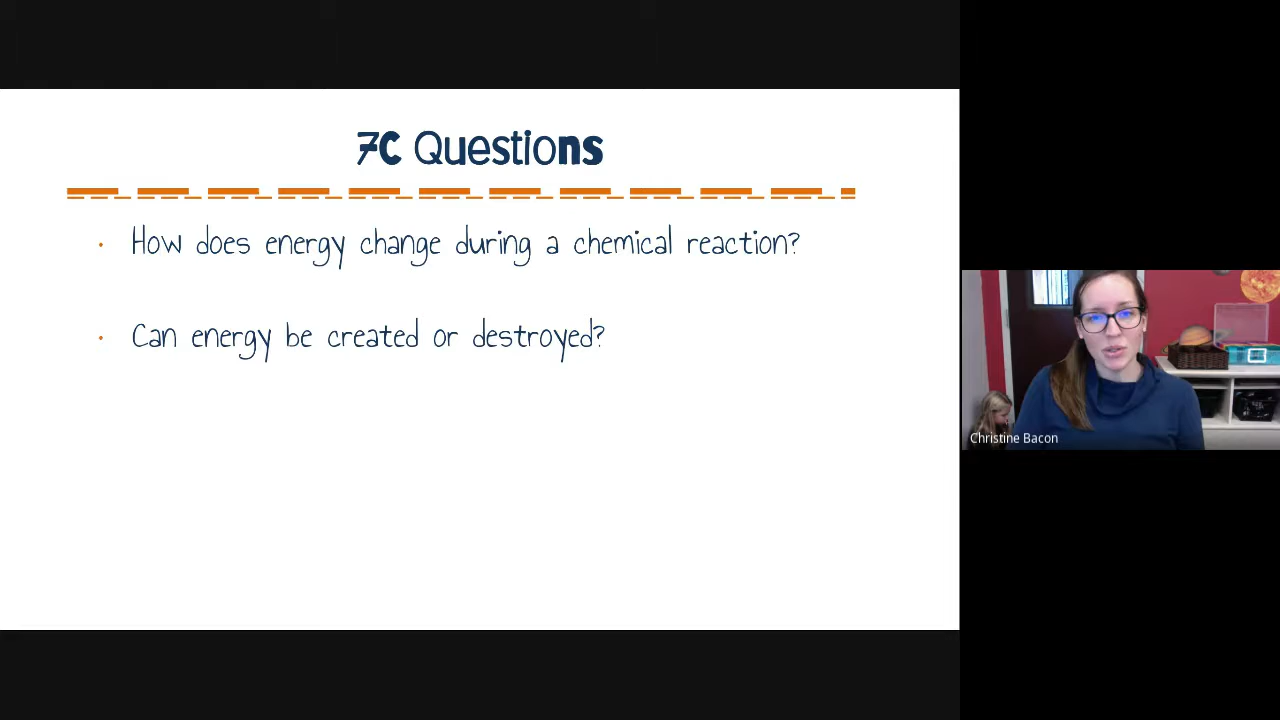 7C Questions
• How does energy change during a chemical reaction?
• Can energy be created or destroyed?
Christine Bacon